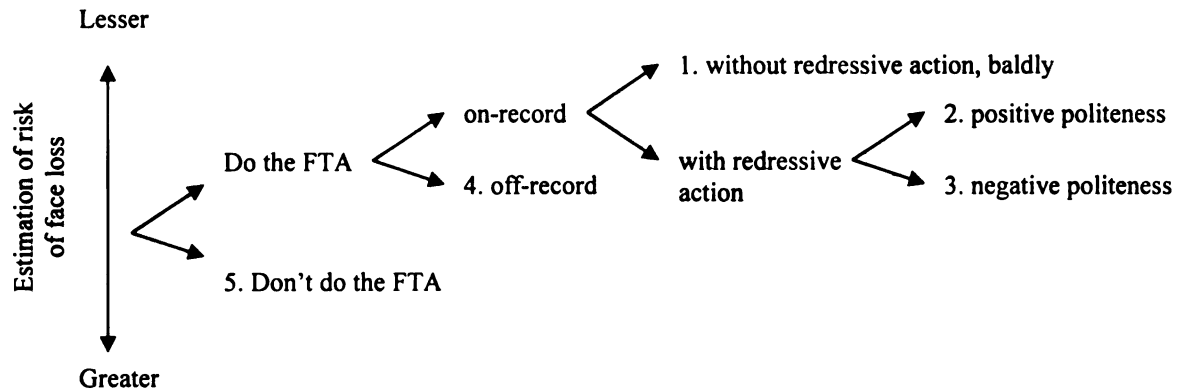 Lesser
Estimation of risk
of face loss
1. without redressive action, baldly
on-record
2. positive politeness
Do the FTA
with redressive
action
4. off-record
3. negative politeness
5. Don't do the FTA
Greater